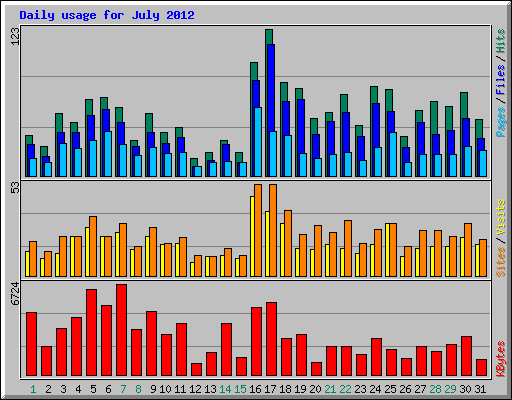 Daily usage for July 2012
123
Pages / Files / Hits
53
Sites / Visits
6724
KBytes
1 2 3 4 5 6 7 8 9 10 11 12 13 14 15 16 17 18 19 20 21 22 23 24 25 26 27 28 29 30 31